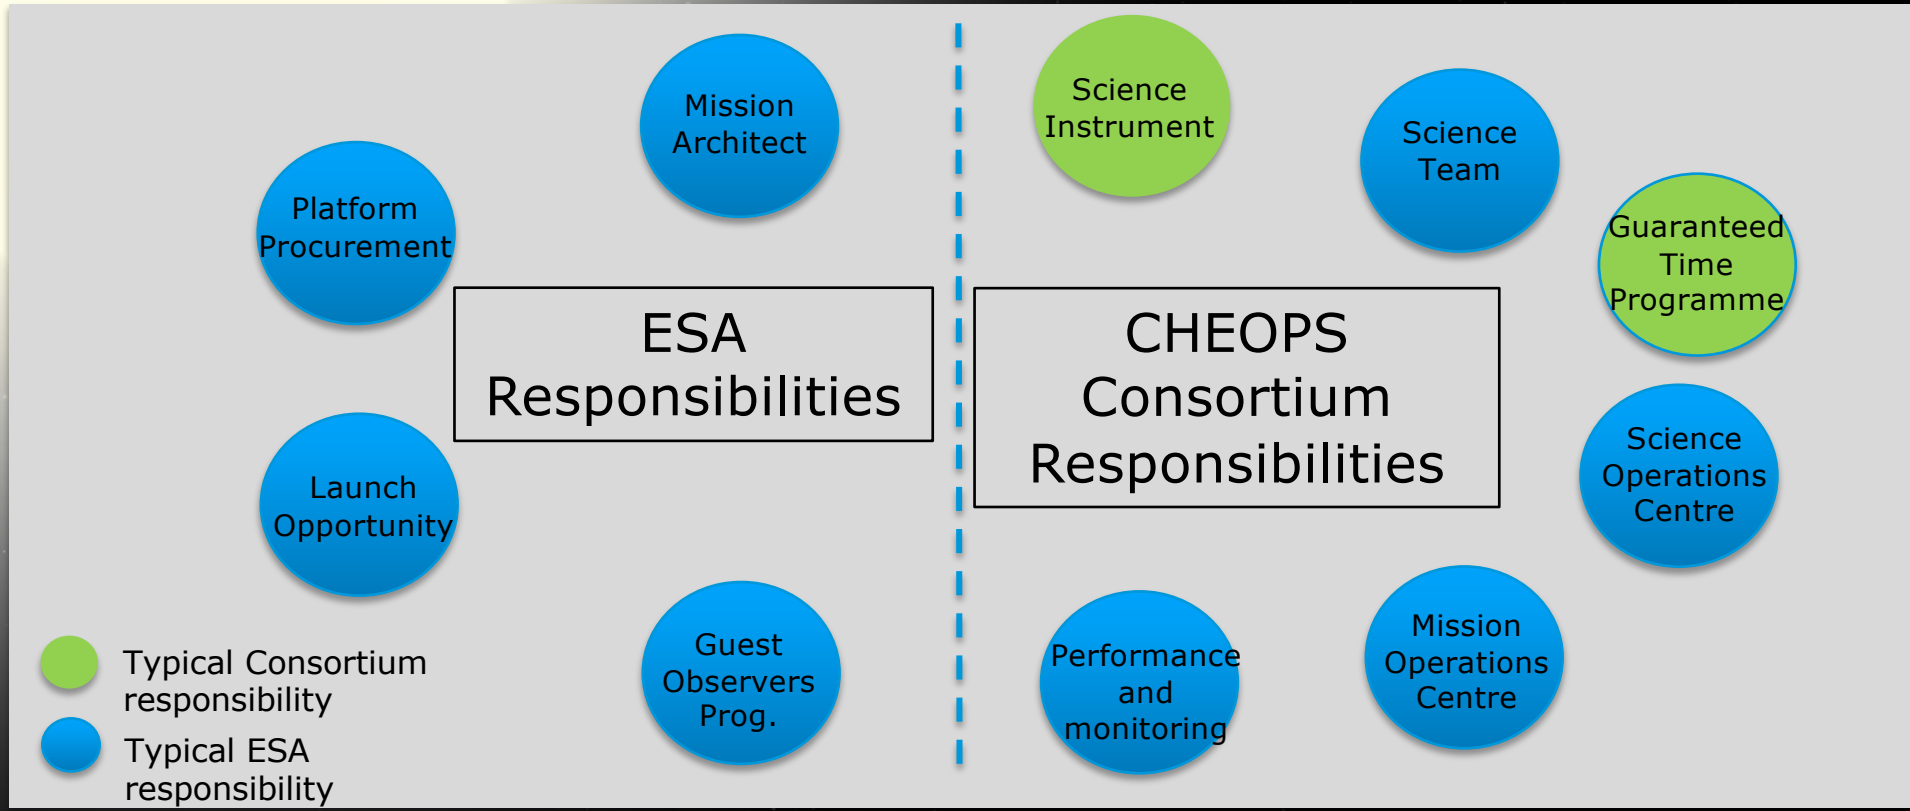 Mission
Architect
Platform
Procurement
ESA
Responsibilities
Launch
Opportunity
Guest
Observers
Prog.
Science
Instrument
Science
Team
Guaranteed
Time
Programme
CHEOPS
Consortium
Responsibilities
Science
Operations
Centre
Mission
Operations
Centre
Performance
and
monitoring
Typical Consortium
responsibility
Typical ESA
responsibility